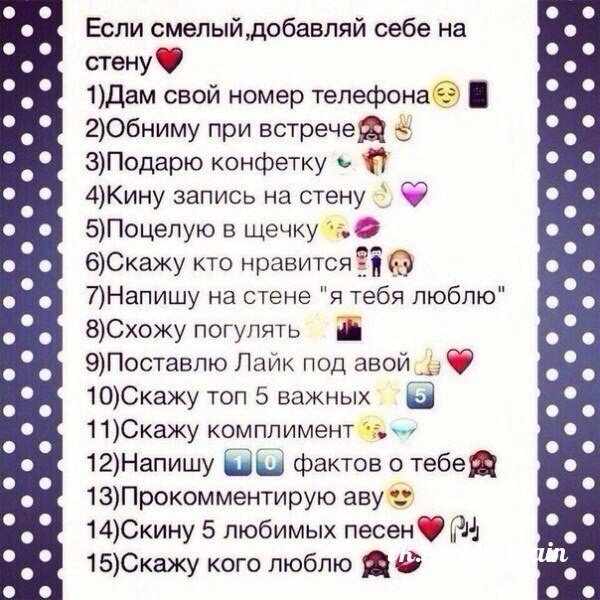 Если смелый,добавляй себе на
стену❤️
1)Дам свой номер телефона😌📱
2)Обниму при встрече🙈✌️
3)Подарю конфетку🍬🎁
4)Кину запись на стену👌💜
5)Поцелую в щечку😘💋
6)Скажу кто нравится👫🙊
7)Напишу на стене "я тебя люблю"
8)Схожу погулять⭐🌇
9)Поставлю Лайк под авой👍❤️
10)Скажу топ 5 важных⭐5️⃣
11)Скажу комплимент😘💎
12)Напишу 1️⃣0️⃣ фактов о тебе🙈
13)Прокомментирую аву😍
14)Скину 5 любимых песен❤️🎧
15)Скажу кого люблю 🙈💋